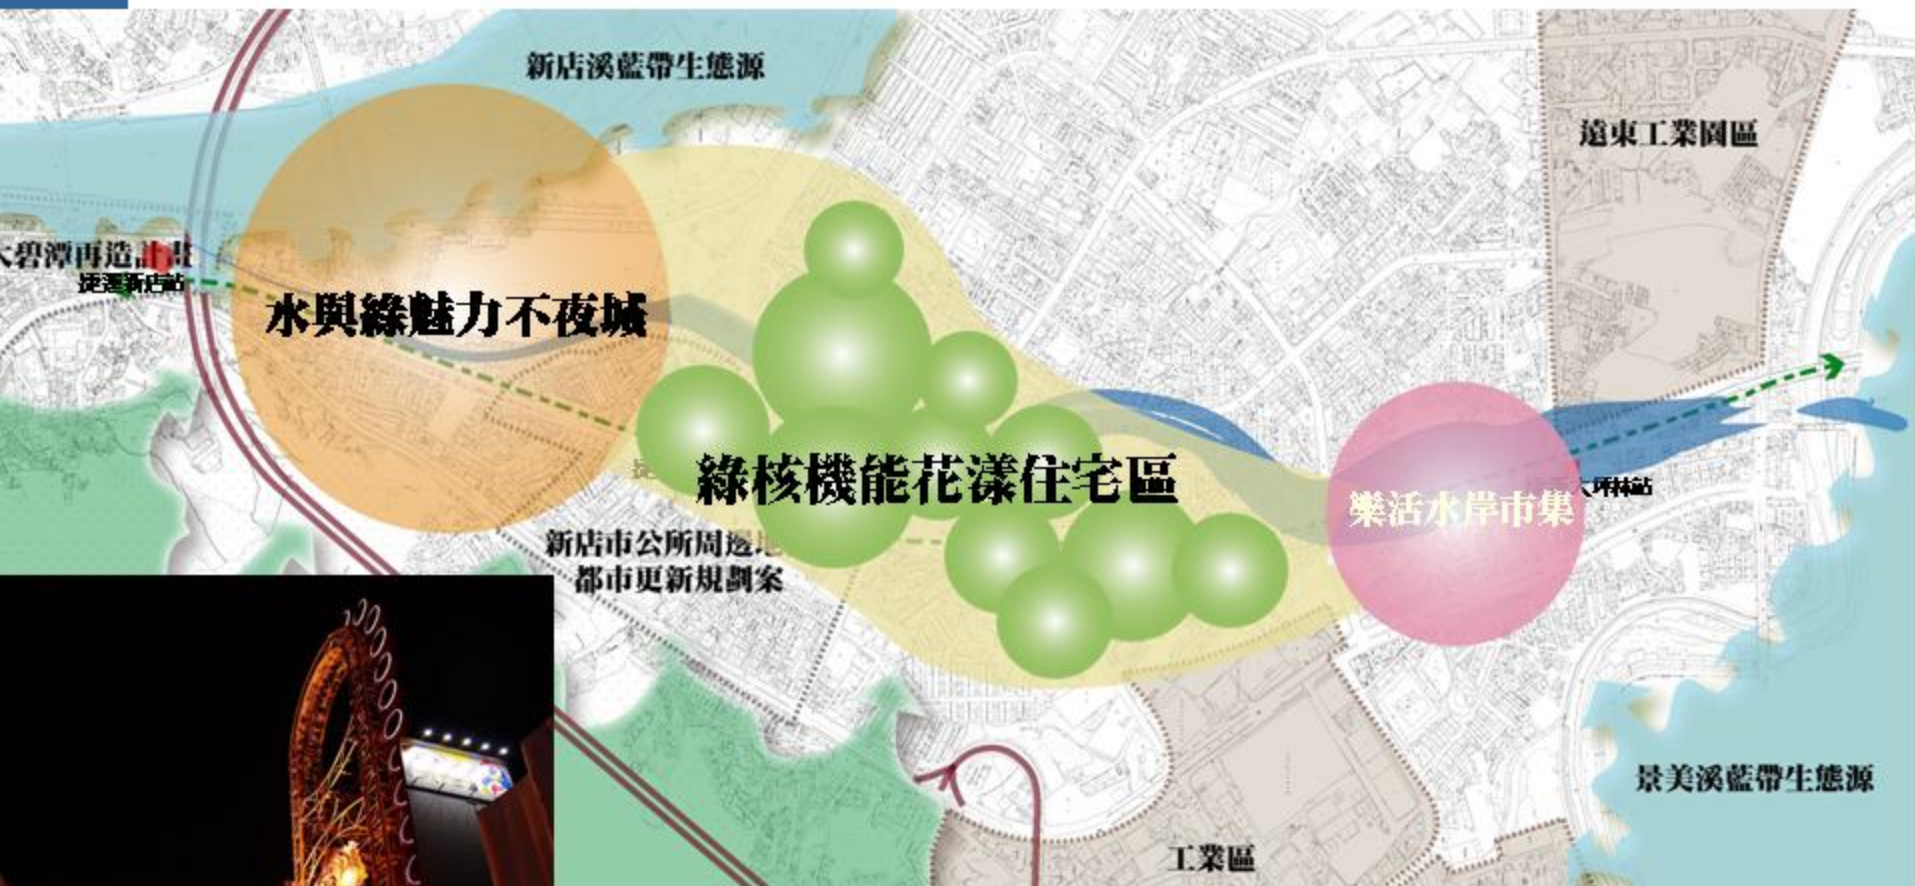 新店溪藍帶生態源
遠東工業園區
大碧潭再造計畫
捷運新店站
水與綠魅力不夜城
綠核機能花漾住宅區
樂活水岸市集
大坪林站
新店市公所周邊地
都市更新規劃案
景美溪藍帶生態源
工業區